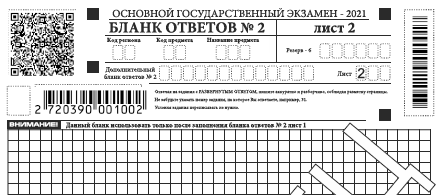 ОСНОВНОЙ ГОСУДАРСТВЕННЫЙ ЭКЗАМЕН - 2021
БЛАНК ОТВЕТОВ № 2 лист 2
Код региона Код предмета Название предмета Резерв - 6
Дополнительный
бланк ответов № 2 Лист 2
Ответы на задания с РАЗВЕРНУТЫМ ОТВЕТОМ, пишите аккуратно и разборчиво, соблюдая разметку страницы.
Не забудьте указать номер задания, на которое Вы отвечаете, например, 31.
Условия задания переписывать не нужно.
2 720390 001002
ВНИМАНИЕ! Данный бланк использовать только после заполнения бланка ответов № 2 лист 1